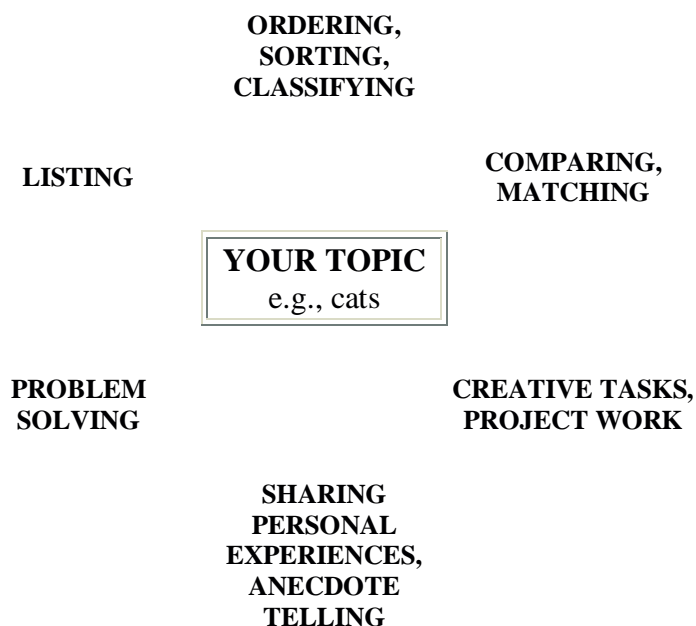 ORDERING,
SORTING,
CLASSIFYING
LISTING
COMPARING,
MATCHING
YOUR TOPIC
e.g., cats
PROBLEM
SOLVING
CREATIVE TASKS,
PROJECT WORK
SHARING
PERSONAL
EXPERIENCES,
ANECDOTE
TELLING